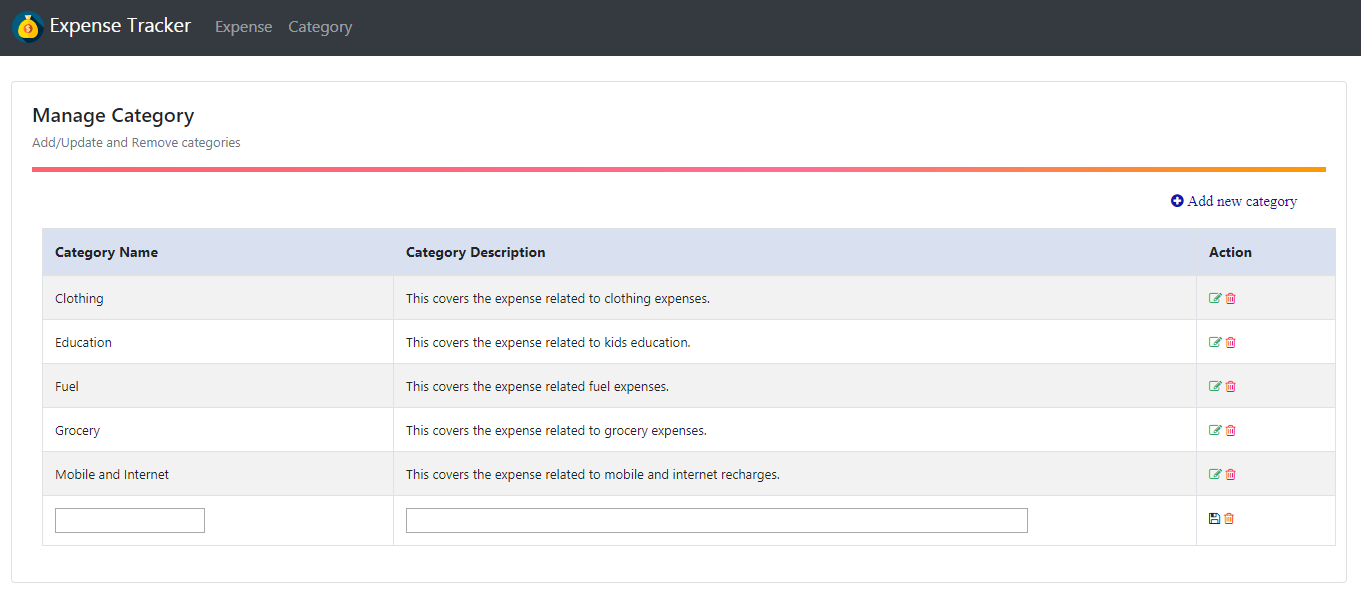 Expense Tracker Expense Category
Manage Category
Add/Update and Remove categories
Add new category
Category Name Category Description Action
Clothing This covers the expense related to clothing expenses.
Education This covers the expense related to kids education.
Fuel This covers the expense related fuel expenses.
Grocery This covers the expense related to grocery expenses.
Mobile and Internet This covers the expense related to mobile and internet recharges.